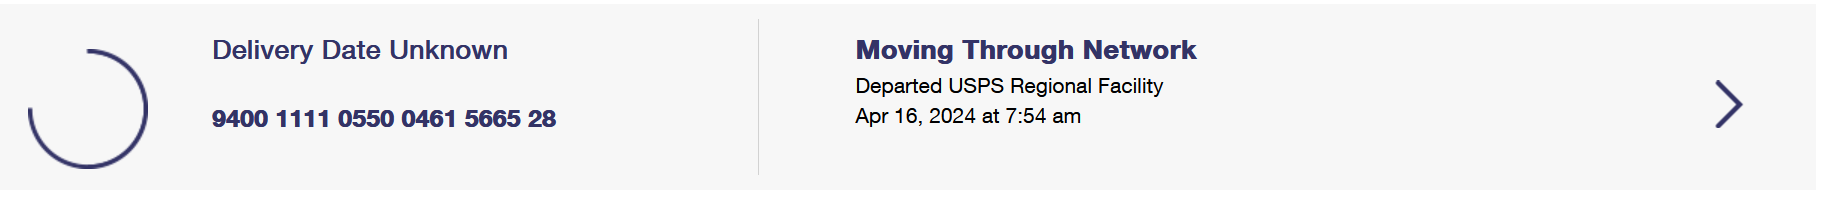 Delivery Date Unknown
9400 1111 0550 0461 5665 28
Moving Through Network
Departed USPS Regional Facility
Apr 16, 2024 at 7:54 am